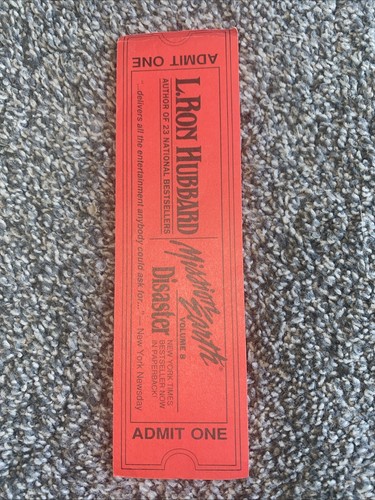 ADMIT ONE
L. RON HUBBARD
AUTHOR OF 23 NATIONAL BESTSELLERS
Mission Earth
VOLUME 8
Disaster
NEW YORK TIMES
BESTSELLER NOW
IN PAPERBACK!
"...delivers all the entertainment anybody could ask for..."— New York Newsday
ADMIT ONE